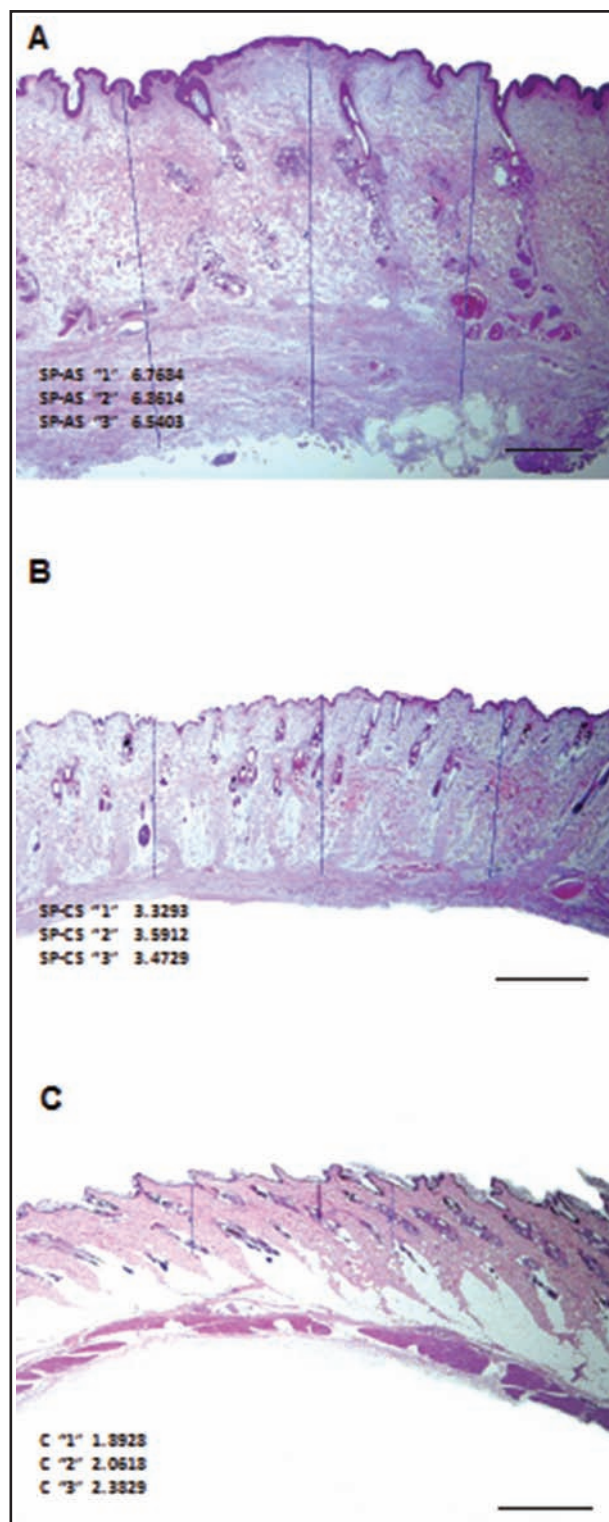 A
SP-AS "1" 6.7684
SP-AS "2" 6.8614
SP-AS "3" 6.5403
B
SP-CS "1" 3.3293
SP-CS "2" 3.5912
SP-CS "3" 3.4729
C
C "1" 1.8928
C "2" 2.0618
C "3" 2.3829